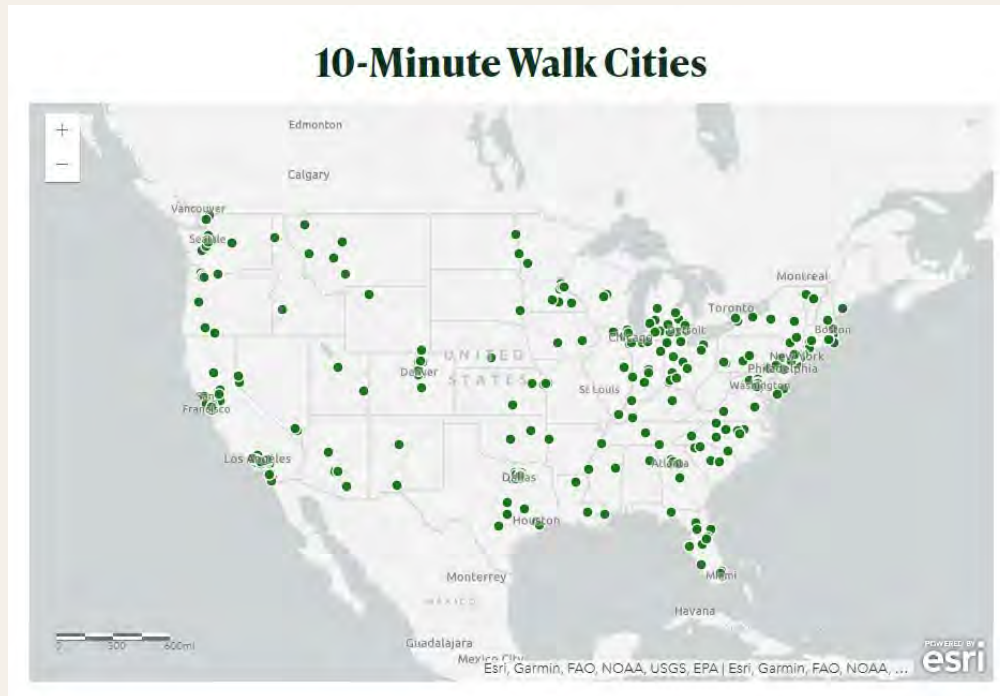 10-Minute Walk Cities
+
−
Edmonton
Calgary
Vancouver
Seattle
Montreal
Toronto
Detroit
Boston
Chicago
New York
Philadelphia
UNITED
STATES
Denver
St Louis
Washington
San
Francisco
Los Angeles
Atlanta
Dallas
Houston
Miami
Monterrey
MÉXICO
Havana
Guadalajara
Mexico City
0 300 600mi
Esri, Garmin, FAO, NOAA, USGS, EPA | Esri, Garmin, FAO, NOAA, ...
POWERED BY
esri